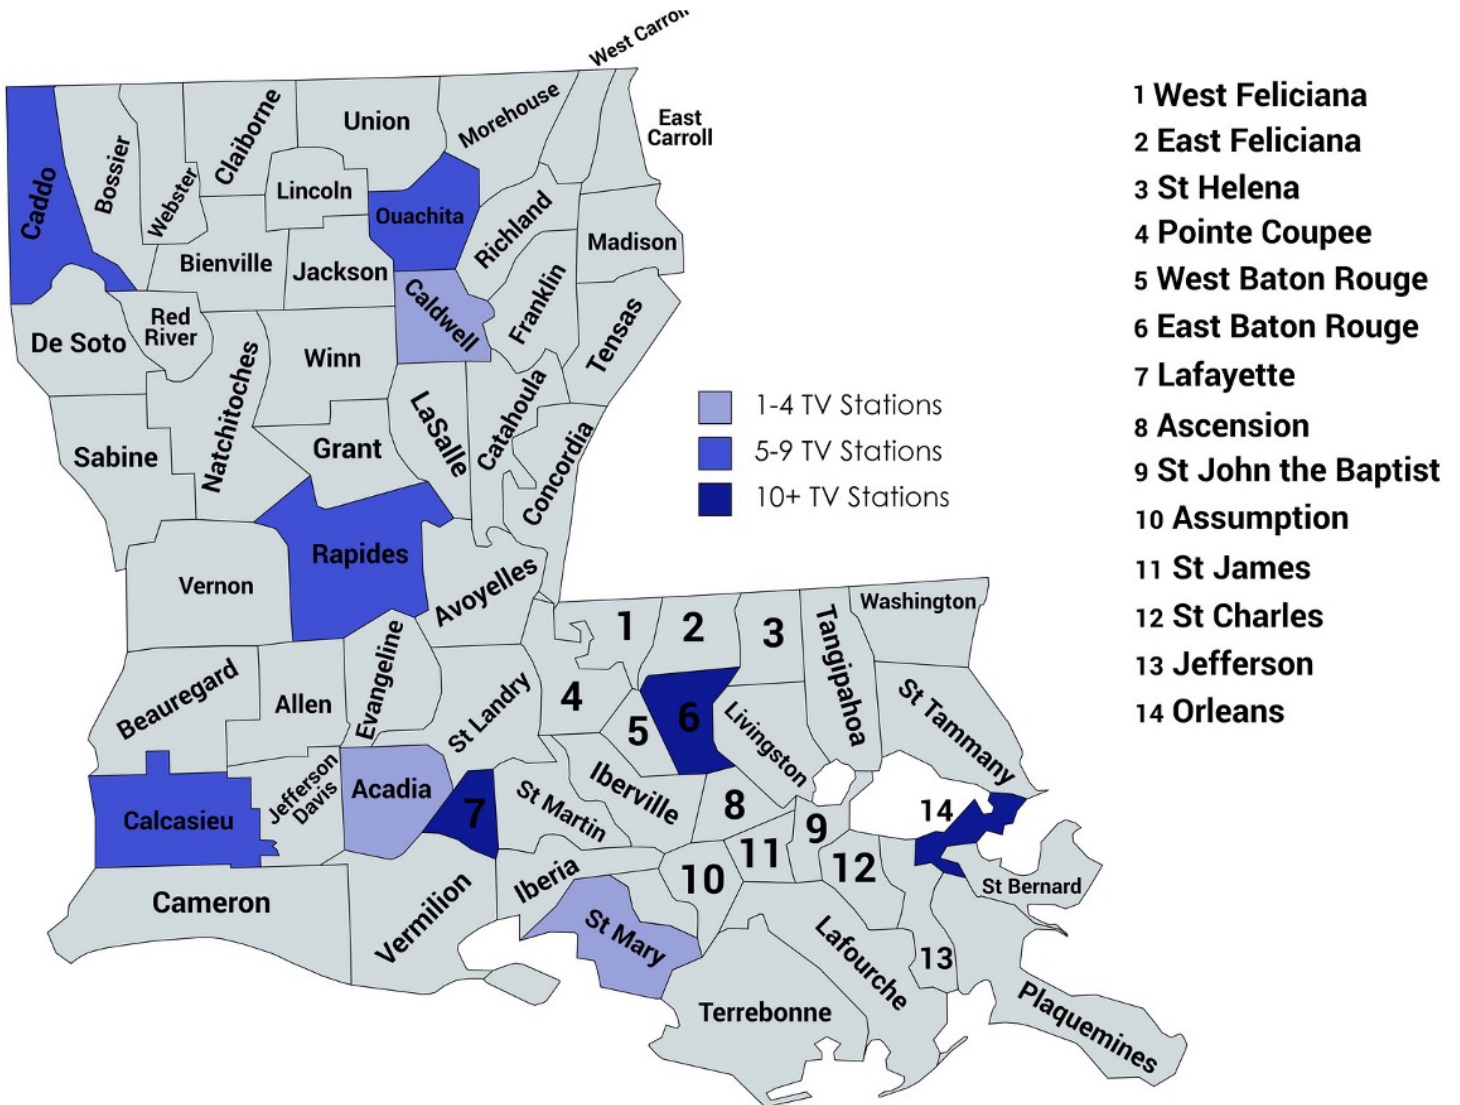 West Carroll
Caddo
Bossier
Webster
Claiborne
Union
Lincoln
Morehouse
East
Carroll
Ouachita
Richland
Madison
Bienville
Jackson
Caldwell
Franklin
Tensas
De Soto
Red
River
Natchitoches
Winn
LaSalle
Catahoula
Concordia
Sabine
Grant
Rapides
Vernon
Avoyelles
Beauregard
Allen
Evangeline
St Landry
1
2
3
Tangipahoa
Washington
4
5
6
Livingston
St Tammany
Calcasieu
Jefferson
Davis
Acadia
7
St Martin
Iberville
8
9
14
11
10
12
St Bernard
Cameron
Vermilion
Iberia
St Mary
Terrebonne
Lafourche
13
Plaquemines
1-4 TV Stations
5-9 TV Stations
10+ TV Stations
1 West Feliciana
2 East Feliciana
3 St Helena
4 Pointe Coupee
5 West Baton Rouge
6 East Baton Rouge
7 Lafayette
8 Ascension
9 St John the Baptist
10 Assumption
11 St James
12 St Charles
13 Jefferson
14 Orleans